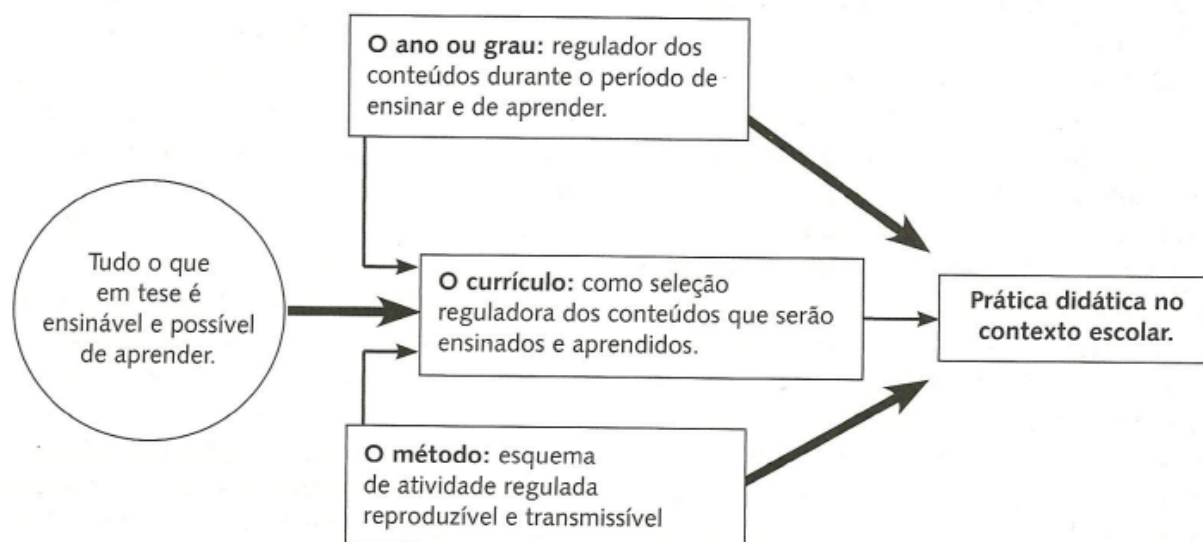 O ano ou grau: regulador dos
conteúdos durante o período de
ensinar e de aprender.
Tudo o que
em tese é
ensinável e possível
de aprender.
O currículo: como seleção
reguladora dos conteúdos que serão
ensinados e aprendidos.
Prática didática no
contexto escolar.
O método: esquema
de atividade regulada
reproduzível e transmissível